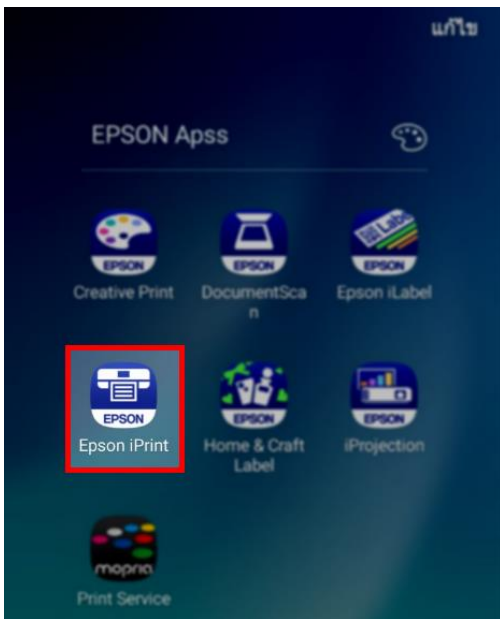 แก้ไข
EPSON Apss
EPSON
EPSON
iLabel
EPSON
Creative Print
DocumentSca
n
Epson iLabel
EPSON
EPSON
EPSON
Epson iPrint
Home & Craft
Label
iProjection
mopria
Print Service